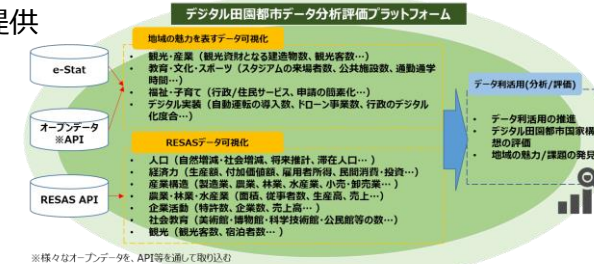 提供
デジタル田園都市データ分析評価プラットフォーム
地域の魅力を表すデータ可視化
・観光・産業（観光資財となる建造物数、観光客数…）
・教育・文化・スポーツ（スタジアムの来場者数、公共施設数、通勤通学
時間…）
・福祉・子育て（行政/住民サービス、申請の簡素化…）
・デジタル実装（自動運転の導入数、ドローン事業数、行政のデジタル
化度合…）
e-Stat
オープンデータ
※API
RESAS API
RESASデータ可視化
・人口（自然増減・社会増減、将来推計、滞在人口… ）
・経済力（生産額、付加価値額、雇用者所得、民間消費・投資…）
・産業構造（製造業、農業、林業、水産業、小売・卸売業… ）
・農業・林業・水産業（面積、従事者数、生産高、売上…）
・企業活動（特許数、企業数、売上高… ）
・社会教育（美術館・博物館・科学技術館・公民館等の数…）
・観光（観光客数、宿泊者数… ）
データ利活用(分析/評価)
・データ利活用の推進
・デジタル田園都市国家構
想の評価
・地域の魅力/課題の発見
※様々なオープンデータを、API等を通して取り込む